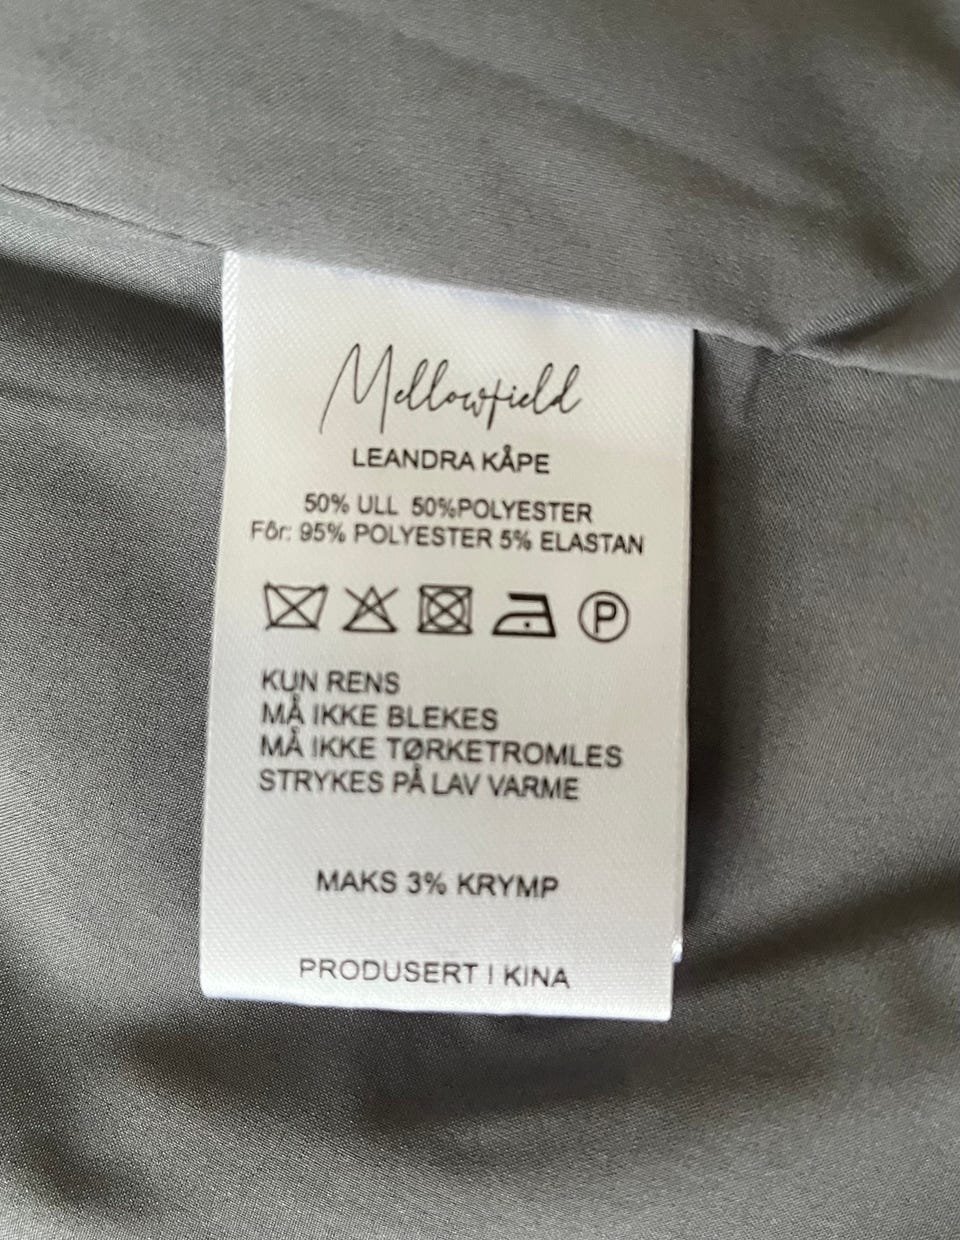 Mellowfield
LEANDRA KÅPE
50% ULL 50%POLYESTER
Fôr: 95% POLYESTER 5% ELASTAN
P
KUN RENS
MÅ IKKE BLEKES
MÅ IKKE TØRKETROMLES
STRYKES PÅ LAV VARME
MAKS 3% KRYMP
PRODUSERT I KINA